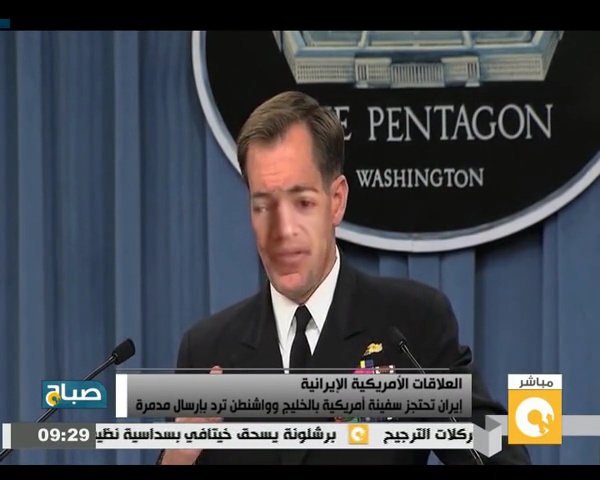 THE PENTAGON
WASHINGTON
العلاقات الأمريكية الإيرانية
مباشر
صباح
إيران تحتجز سفينة أمريكية بالخليج وواشنطن ترد بإرسال مدمرة
ركلات الترجيح
برشلونة يسحق خيتافي بسداسية
09:29